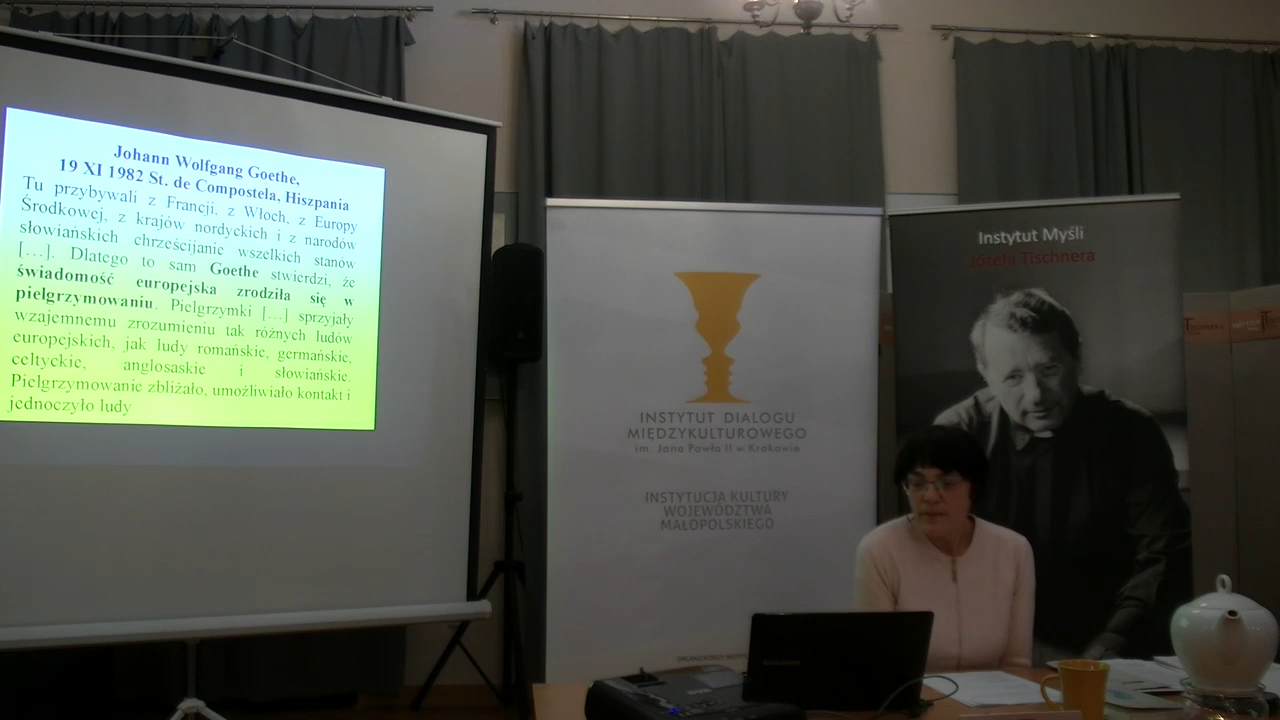 Johann Wolfgang Goethe,
19 XI 1982 St. de Compostela, Hiszpania
Tu przybywali z Francji, z Włoch, z Europy
Środkowej, z krajów nordyckich i z narodów
słowiańskich chrześcijanie wszelkich stanów
[…]. Dlatego to sam Goethe stwierdzi, że
świadomość europejska zrodziła się w
pielgrzymowaniu. Pielgrzymki […] sprzyjały
wzajemnemu zrozumieniu tak różnych ludów
europejskich, jak ludy romańskie, germańskie,
celtyckie, anglosaskie i słowiańskie.
Pielgrzymowanie zbliżało, umożliwiało kontakt i
jednoczyło ludy
INSTYTUT DIALOGU
MIĘDZYKULTUROWEGO
im. Jana Pawła II w Krakowie
INSTYTUCJA KULTURY
WOJEWÓDZTWA
MAŁOPOLSKIEGO
Instytut Myśli
Józefa Tischnera